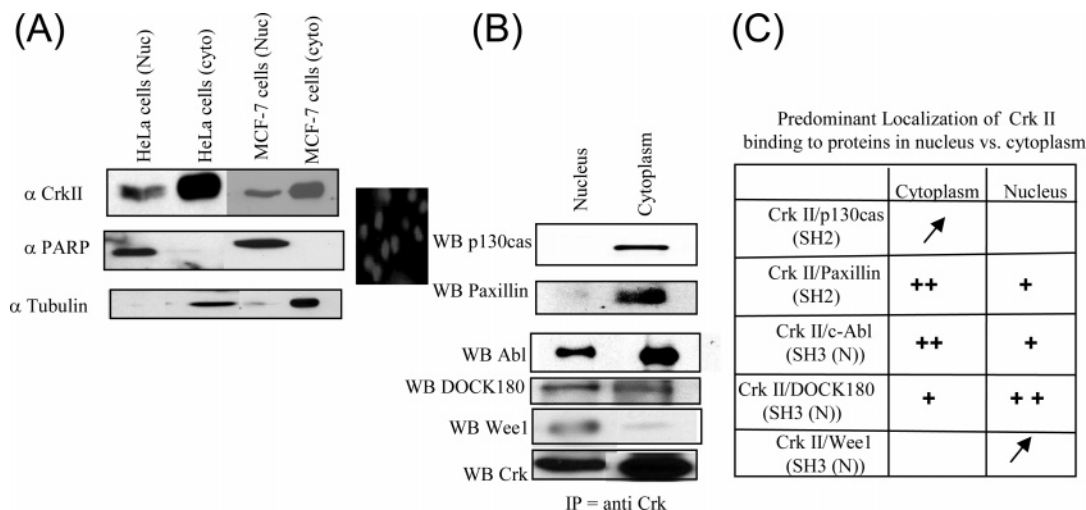 (A)
HeLa cells (Nuc)
HeLa cells (cyto)
MCF-7 cells (Nuc)
MCF-7 cells (cyto)
α CrkII
α PARP
α Tubulin
(B)
Nucleus
Cytoplasm
WB p130cas
WB Paxillin
WB Abl
WB DOCK180
WB Wee1
WB Crk
IP = anti Crk
(C)
Predominant Localization of Crk II
binding to proteins in nucleus vs. cytoplasm
Cytoplasm Nucleus
Crk II/p130cas
(SH2)
Crk II/Paxillin
(SH2)
++ +
Crk II/c-Abl
(SH3 (N))
++ +
Crk II/DOCK180
(SH3 (N))
+ + +
Crk II/Wee1
(SH3 (N))